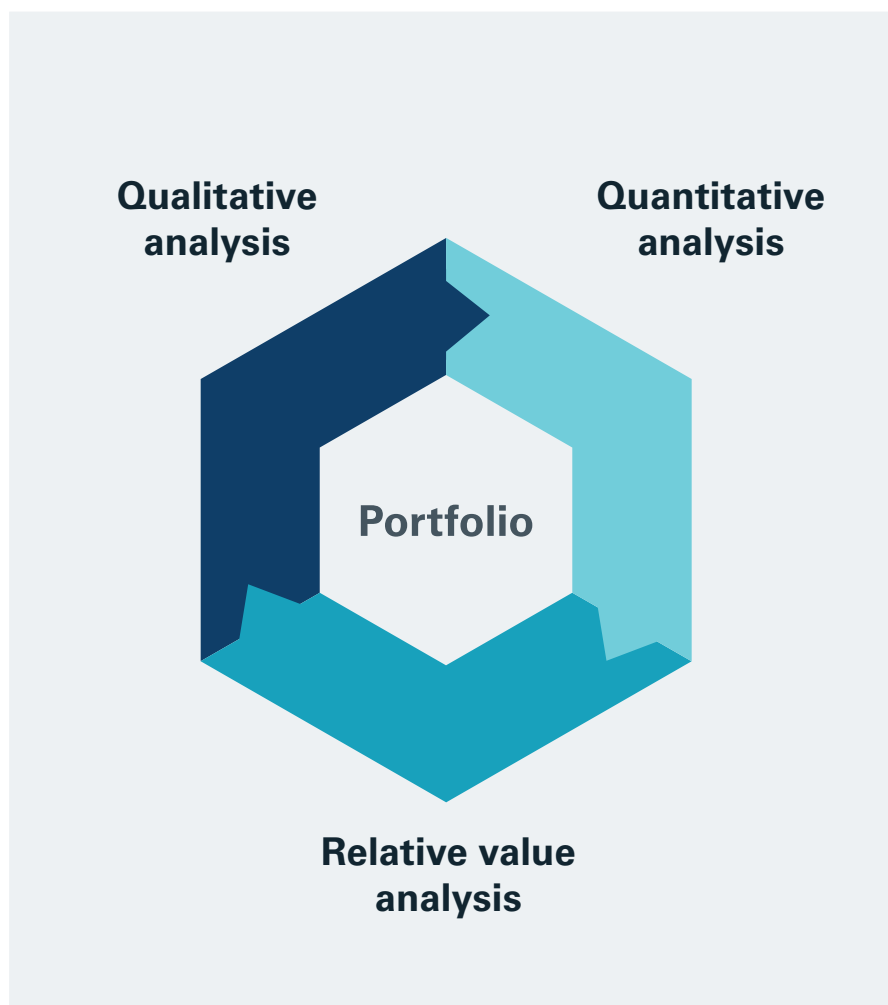 Qualitative
analysis
Quantitative
analysis
Portfolio
Relative value
analysis